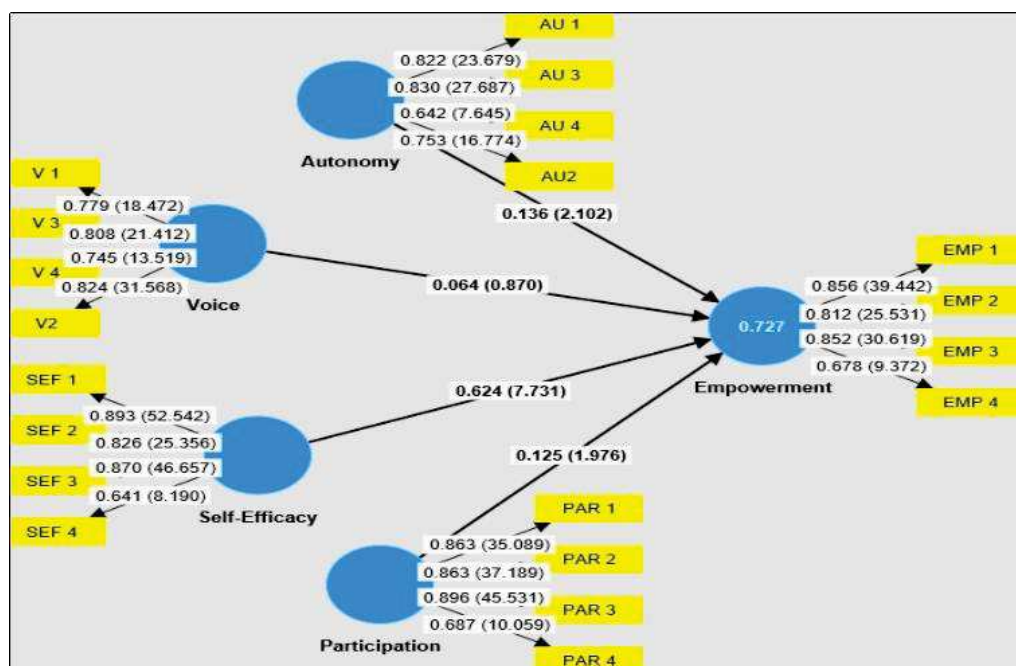 AU 1
0.822 (23.679)
AU 3
0.830 (27.687)
0.642 (7.645)
AU 4
0.753 (16.774)
Autonomy
AU2
V 1
0.779 (18.472)
V 3
0.808 (21.412)
0.745 (13.519)
V 4
0.824 (31.568)
Voice
V2
0.136 (2.102)
0.064 (0.870)
EMP 1
0.856 (39.442)
EMP 2
0.812 (25.531)
0.727
0.852 (30.619)
EMP 3
0.678 (9.372)
Empowerment
EMP 4
SEF 1
0.893 (52.542)
SEF 2
0.826 (25.356)
0.870 (46.657)
SEF 3
0.641 (8.190)
Self-Efficacy
SEF 4
0.624 (7.731)
0.125 (1.976)
PAR 1
0.863 (35.089)
PAR 2
0.863 (37.189)
0.896 (45.531)
PAR 3
0.687 (10.059)
Participation
PAR 4